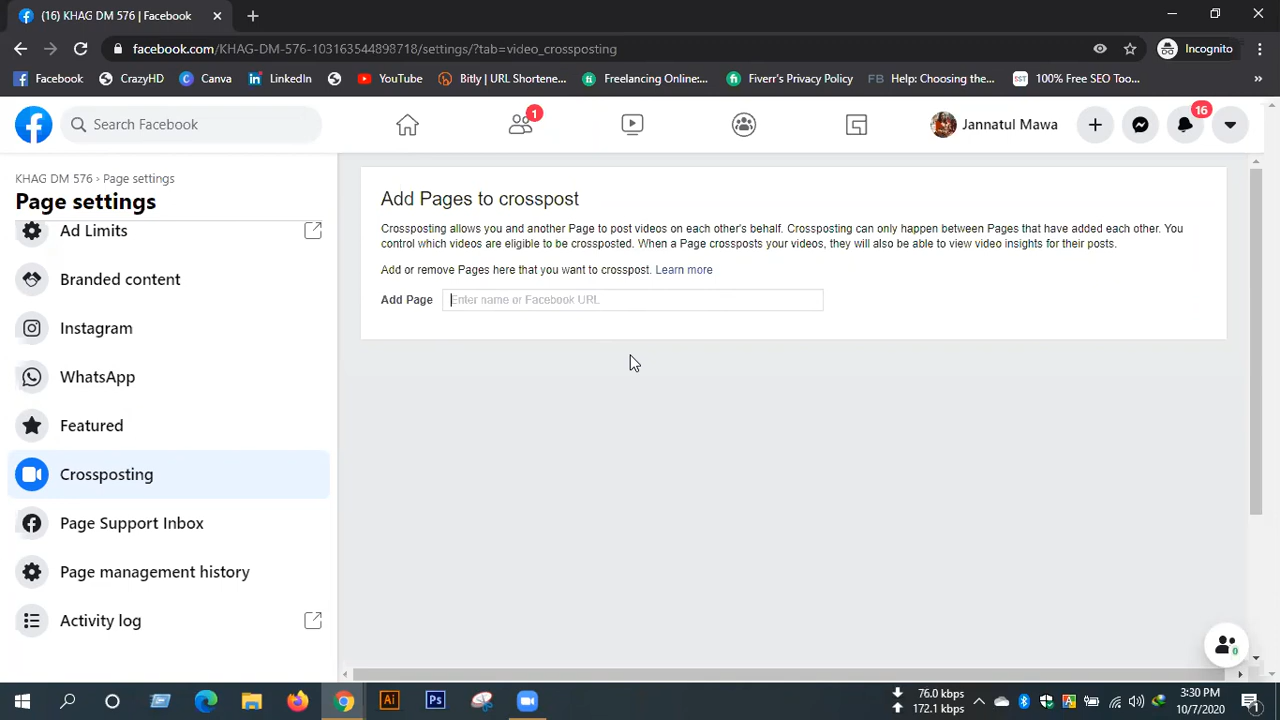 (16) KHAG DM 576 | Facebook
facebook.com/KHAG-DM-576-103163544898718/settings/?tab=video_crossposting
Incognito
Facebook
CrazyHD
Canva
LinkedIn
YouTube
Bitly | URL Shortene...
Freelancing Online:...
Fiverr's Privacy Policy
FB Help: Choosing the...
SST 100% Free SEO Too...
Search Facebook
1
Jannatul Mawa
16
KHAG DM 576 › Page settings
Page settings
Ad Limits
Branded content
Instagram
WhatsApp
Featured
Crossposting
Page Support Inbox
Page management history
Activity log
Add Pages to crosspost
Crossposting allows you and another Page to post videos on each other's behalf. Crossposting can only happen between Pages that have added each other. You
control which videos are eligible to be crossposted. When a Page crossposts your videos, they will also be able to view video insights for their posts.
Add or remove Pages here that you want to crosspost. Learn more
Add Page
Enter name or Facebook URL
0
Ai
Ps
76.0 kbps
172.1 kbps
3:30 PM
10/7/2020
1